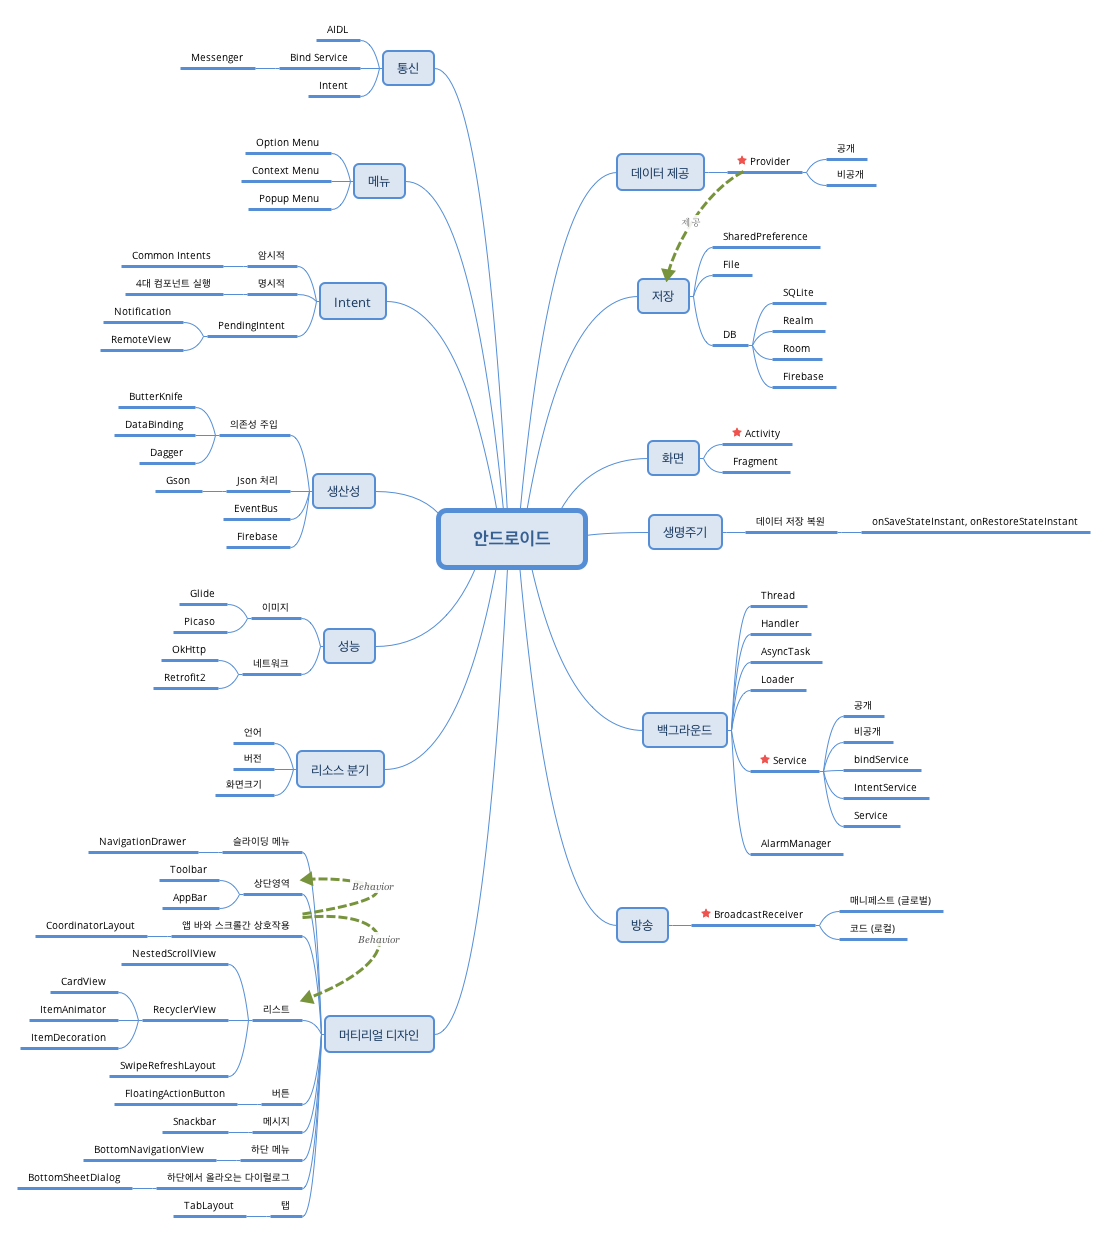 안드로이드
통신
AIDL
Bind Service
Messenger
Intent
메뉴
Option Menu
Context Menu
Popup Menu
Intent
암시적
Common Intents
명시적
4대 컴포넌트 실행
PendingIntent
Notification
RemoteView
생산성
의존성 주입
ButterKnife
DataBinding
Dagger
Json 처리
Gson
EventBus
Firebase
성능
이미지
Glide
Picaso
네트워크
OkHttp
Retrofit2
리소스 분기
언어
버전
화면크기
머티리얼 디자인
슬라이딩 메뉴
NavigationDrawer
상단영역
Toolbar
AppBar
Behavior
앱 바와 스크롤간 상호작용
CoordinatorLayout
Behavior
리스트
NestedScrollView
RecyclerView
CardView
ItemAnimator
ItemDecoration
SwipeRefreshLayout
버튼
FloatingActionButton
메시지
Snackbar
하단 메뉴
BottomNavigationView
하단에서 올라오는 다이럴로그
BottomSheetDialog
탭
TabLayout
데이터 제공
Provider
공개
비공개
제공
저장
SharedPreference
File
DB
SQLite
Realm
Room
Firebase
화면
Activity
Fragment
생명주기
데이터 저장 복원
onSaveStateInstant, onRestoreStateInstant
백그라운드
Thread
Handler
AsyncTask
Loader
Service
공개
비공개
bindService
IntentService
Service
AlarmManager
방송
BroadcastReceiver
매니페스트 (글로벌)
코드 (로컬)